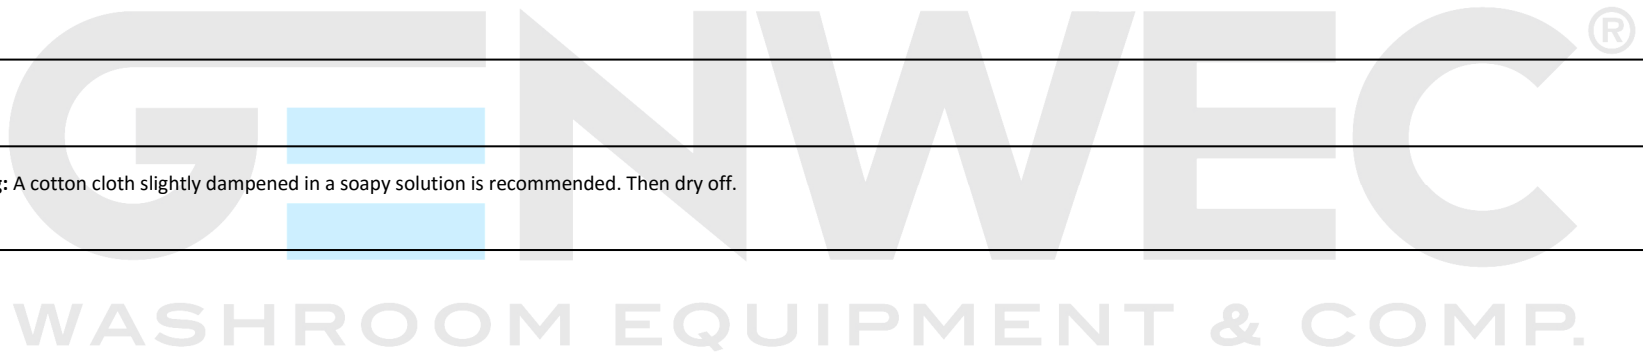 GENWEC®
g: A cotton cloth slightly dampened in a soapy solution is recommended. Then dry off.
WASHROOM EQUIPMENT & COMP.